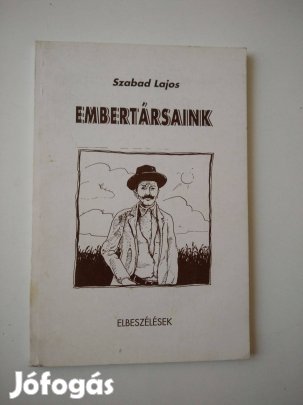 Szabad Lajos
EMBERTÁRSAINK
ELBESZÉLÉSEK
Jófogás